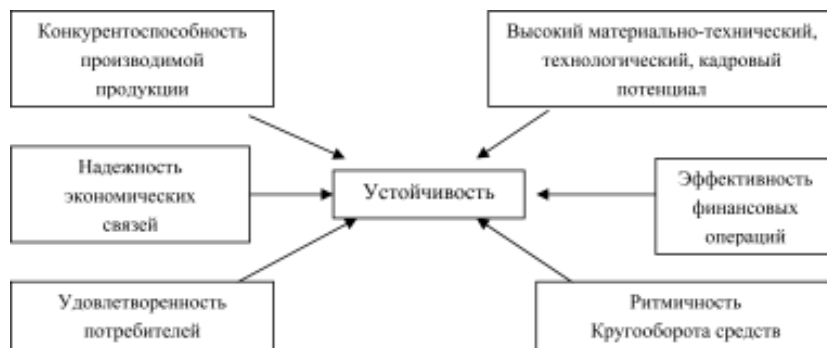 Конкурентоспособность
производимой
продукции
Высокий материально-технический,
технологический, кадровый
потенциал
Надежность
экономических
связей
Устойчивость
Эффективность
финансовых
операций
Удовлетворенность
потребителей
Ритмичность
Кругооборота средств